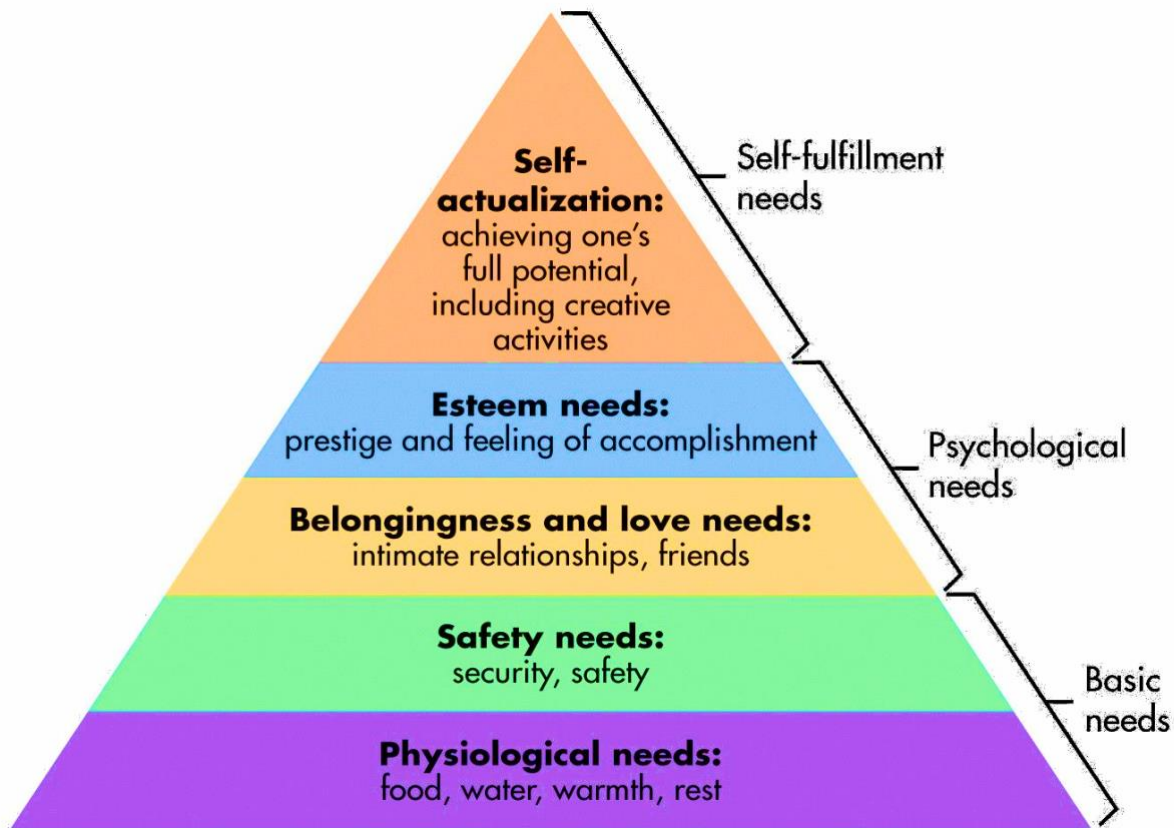 Self-
actualization:
achieving one's
full potential,
including creative
activities
Self-fulfillment
needs
Esteem needs:
prestige and feeling of accomplishment
Psychological
needs
Belongingness and love needs:
intimate relationships, friends
Safety needs:
security, safety
Basic
needs
Physiological needs:
food, water, warmth, rest